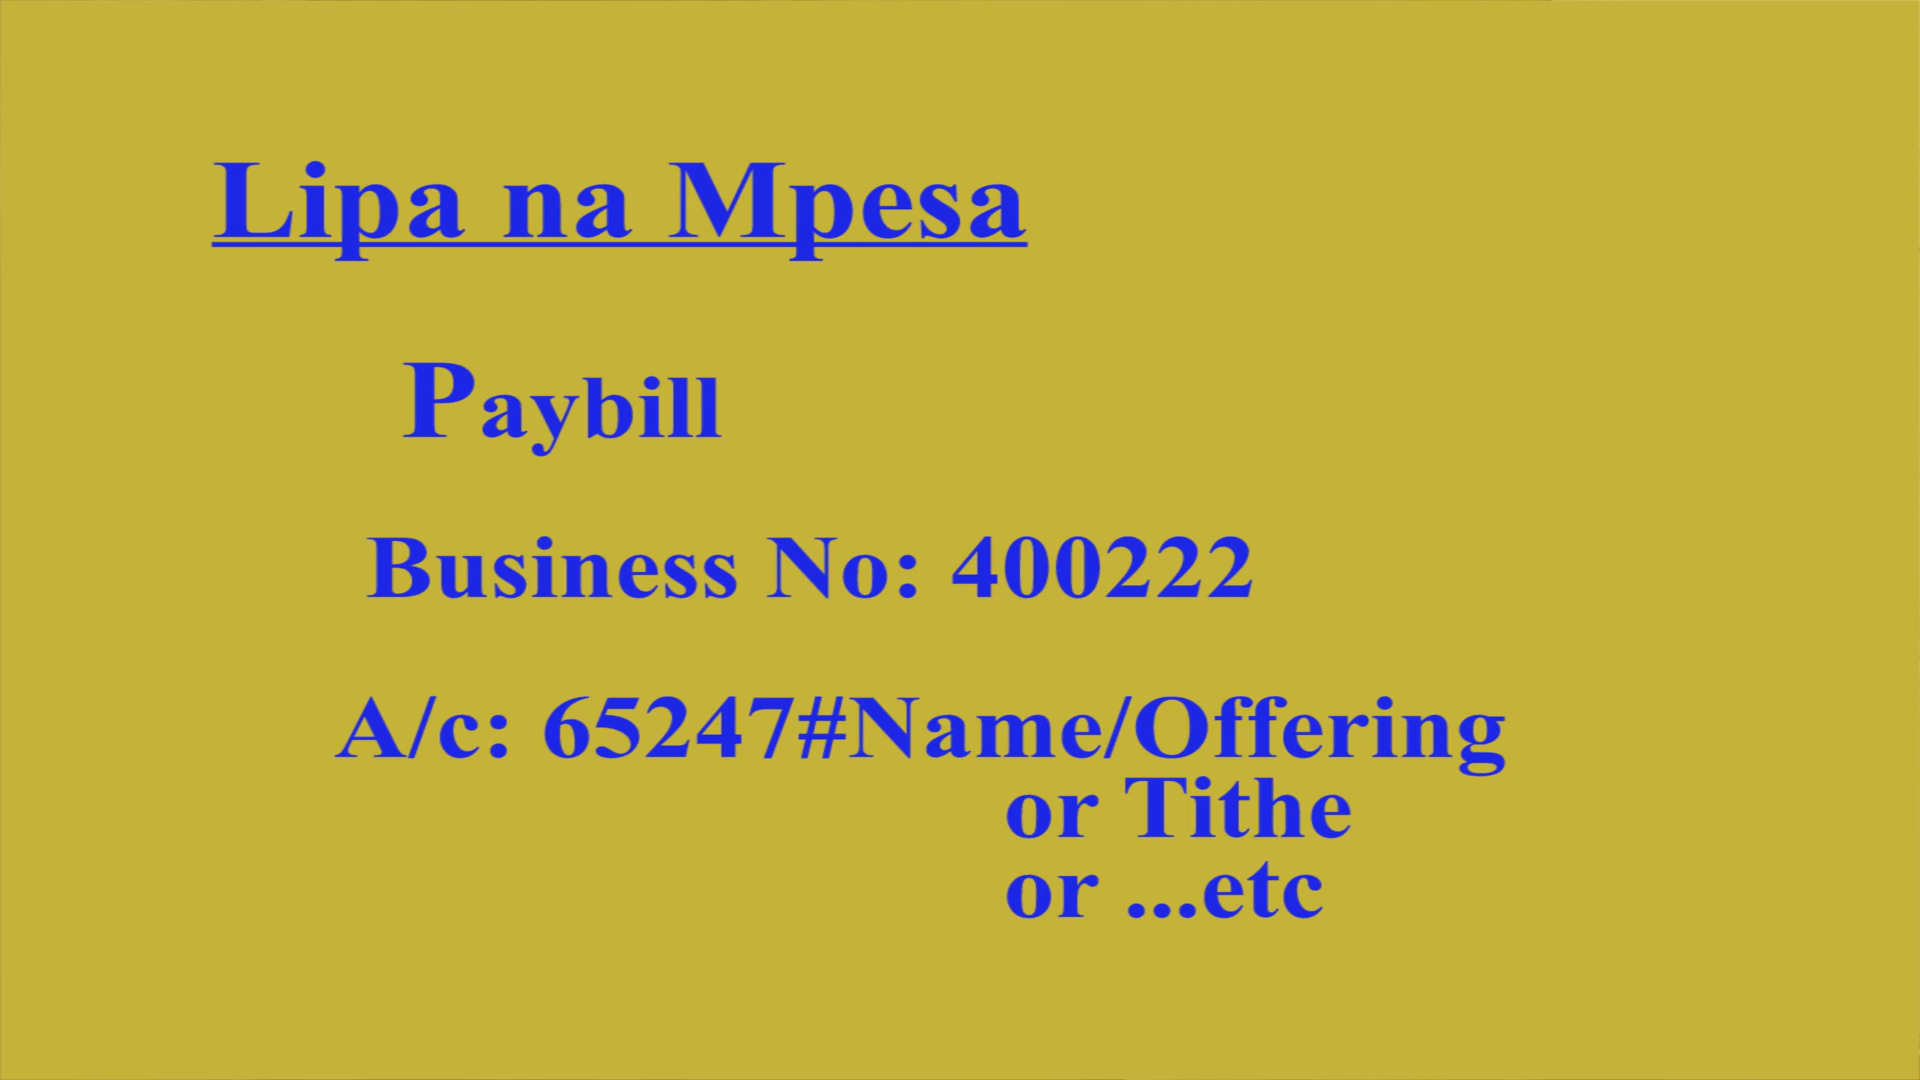 Lipa na Mpesa
Paybill
Business No: 400222
A/c: 65247#Name/Offering
or Tithe
or ...etc